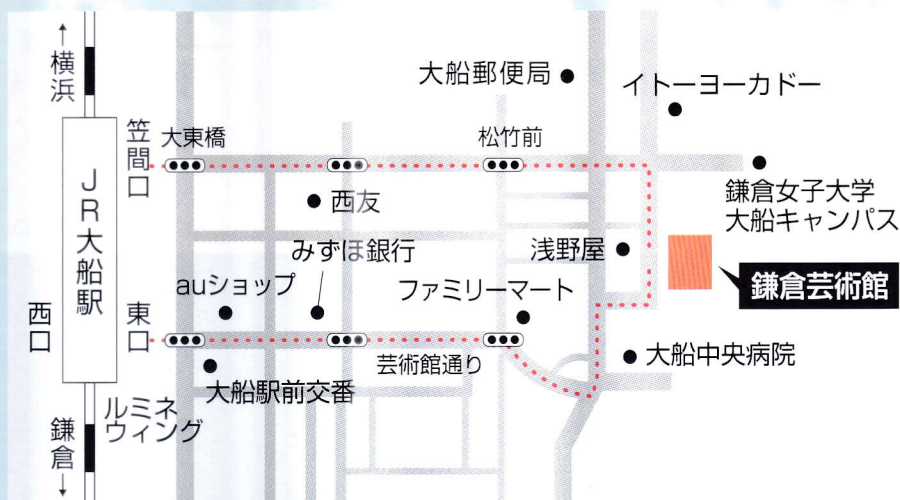 ↑
横浜
JR大船駅
笠間口
東口
西口
鎌倉
↓
ルミネ
ウィング
大東橋
松竹前
大船郵便局
イトーヨーカドー
鎌倉女子大学
大船キャンパス
西友
みずほ銀行
浅野屋
鎌倉芸術館
auショップ
ファミリーマート
芸術館通り
大船中央病院
大船駅前交番